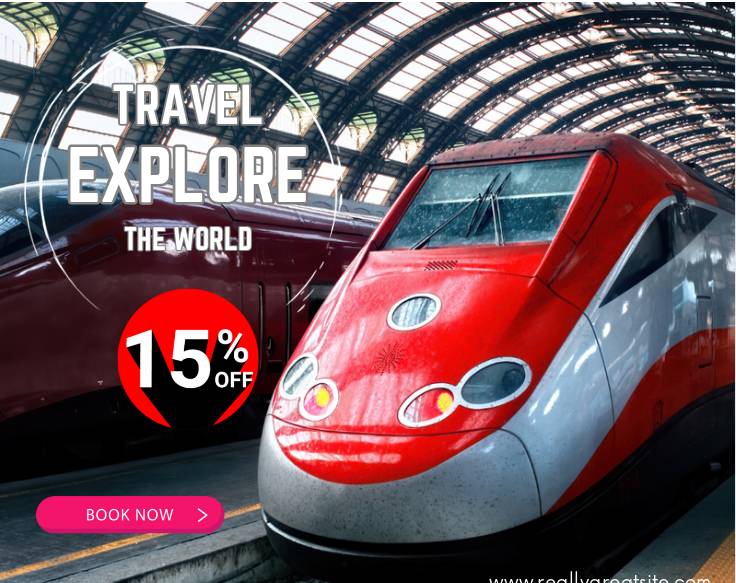 TRAVEL
EXPLORE
THE WORLD
15%
OFF
BOOK NOW
www.reallygreatsite.com